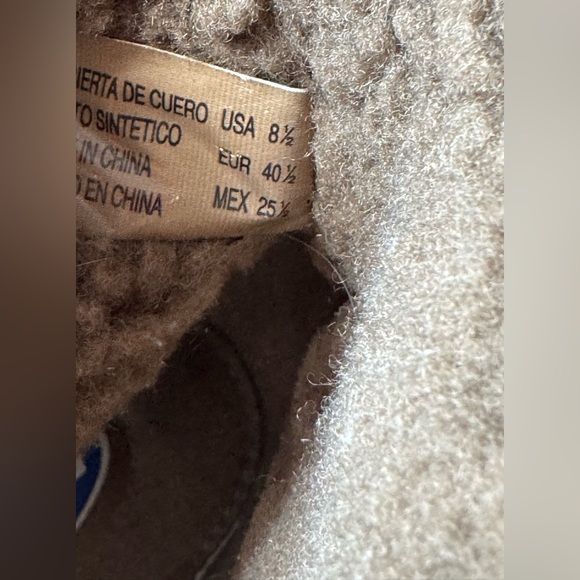 IERTA DE CUERO USA 8½
TO SINTETICO EUR 40½
IN CHINA MEX 25½
O EN CHINA